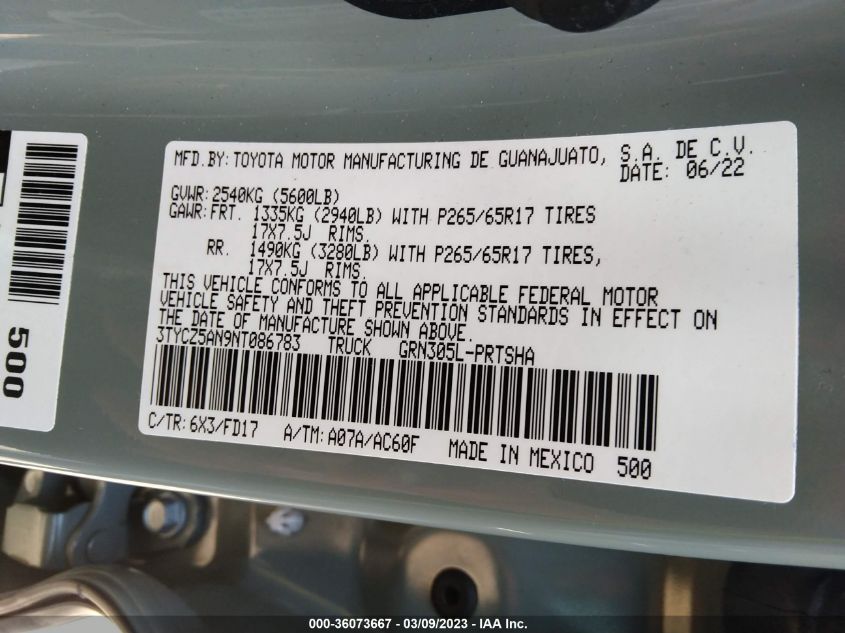 MFD.BY: TOYOTA MOTOR MANUFACTURING DE GUANAJUATO, S.A. DE C.V.
DATE: 06/22
GVWR: 2540KG (5600LB)
GAWR: FRT. 1335KG (2940LB) WITH P265/65R17 TIRES
17X7.5J RIMS.
RR. 1490KG (3280LB) WITH P265/65R17 TIRES,
17X7.5J RIMS.
THIS VEHICLE CONFORMS TO ALL APPLICABLE FEDERAL MOTOR
VEHICLE SAFETY AND THEFT PREVENTION STANDARDS IN EFFECT ON
THE DATE OF MANUFACTURE SHOWN ABOVE.
3TYCZ5AN9NT086783 TRUCK GRN305L-PRTSHA
C/TR: 6X3/FD17 A/TM: A07A/AC60F MADE IN MEXICO 500
500
000-36073667 - 03/09/2023 - IAA Inc.